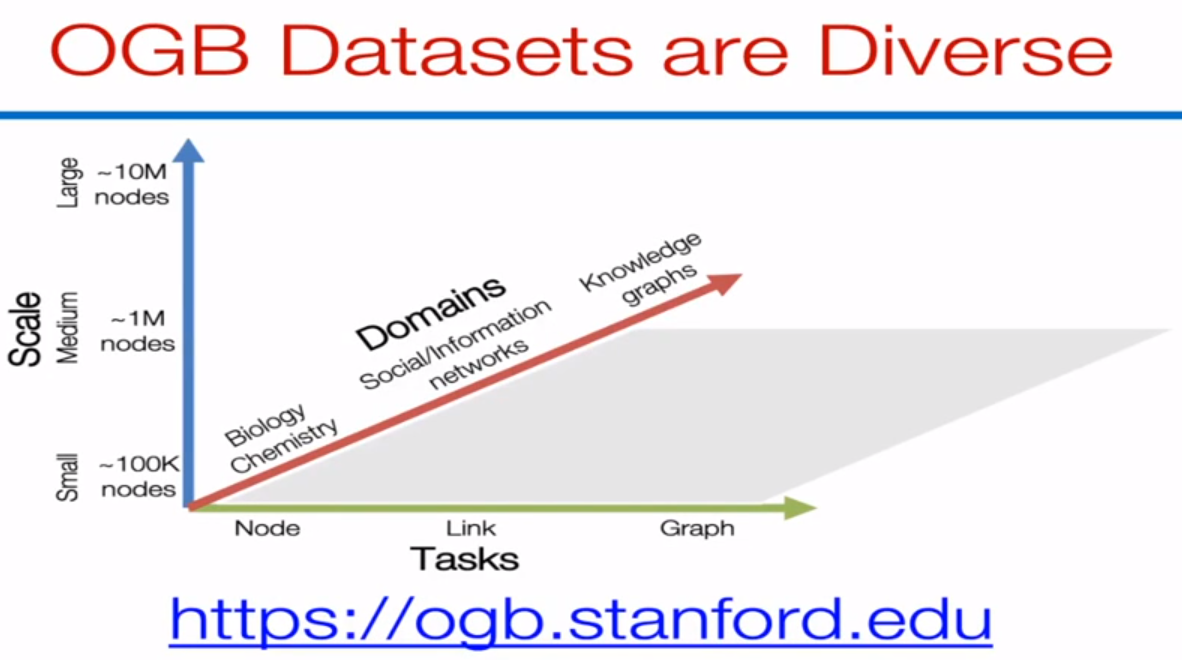 OGB Datasets are Diverse
Scale
Large
~10M
nodes
Medium
~1M
nodes
Small
~100K
nodes
Domains
Biology
Chemistry
Social/Information
networks
Knowledge
graphs
Node
Link
Graph
Tasks
https://ogb.stanford.edu